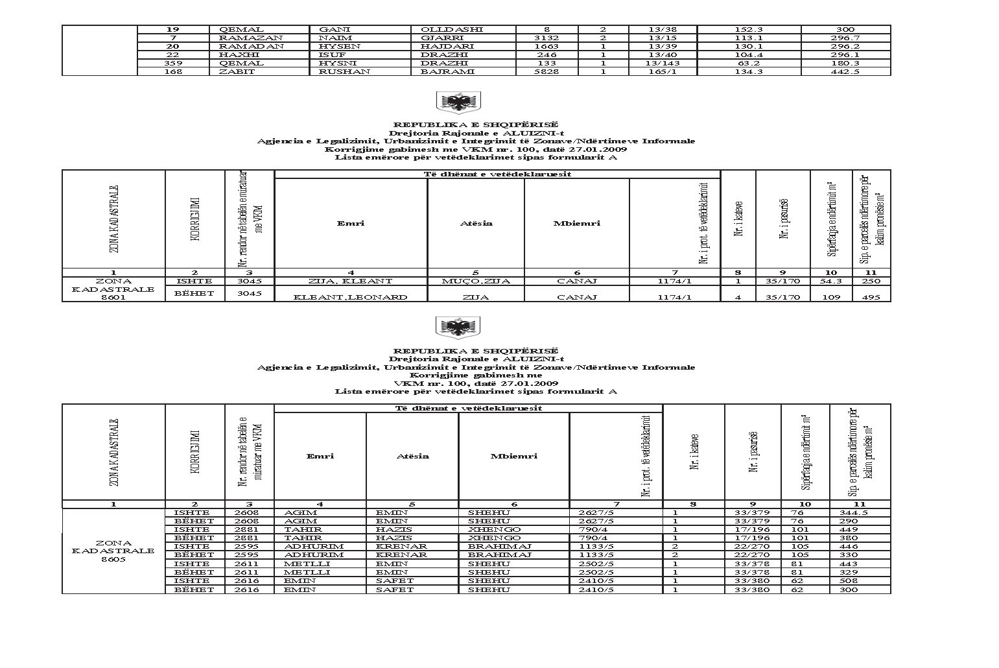 19 QEMAL GANI OLLDASHI 8 2 13/38 152.3 300
7 RAMAZAN NAIM GJARRI 3132 2 13/15 113.1 296.7
20 RAMADAN HYSEN HAJDARI 1663 1 13/39 130.1 296.2
22 HAXHI ISUF DRAZHI 246 1 13/40 104.4 296.1
359 QEMAL HYSNI DRAZHI 133 1 13/143 63.2 180.3
168 ZABIT RUSHAN BAJRAMI 5828 1 165/1 134.3 442.5
REPUBLIKA E SHQIPËRISË
Drejtoria Rajonale e ALUIZNI-t
Agjencia e Legalizimit, Urbanizimit e Integrimit të Zonave/Ndërtimeve Informale
Korrigjime gabimesh me VKM nr. 100, datë 27.01.2009
Lista emërore për vetëdeklarimet sipas formularit A
ZONA KADASTRALE
KORRIGJIMI
Nr. rendor në tabelën e miratuar
me VKM
Të dhënat e vetëdeklaruesit
Emri
Atësia
Mbiemri
Nr. i prot. të vetëdeklarimit
Nr. i kateve
Nr. i pasurisë
Sipërfaqja e ndërtimit m²
Sip. e parcelës ndërtimore për
kalim pronësie m²
1 2 3 4 5 6 7 8 9 10 11
ZONA
KADASTRALE
8601
ISHTE 3045 ZIJA, KLEANT MUÇO,ZIJA CANAJ 1174/1 1 35/170 54.3 250
BËHET 3045 KLEANT,LEONARD ZIJA CANAJ 1174/1 4 35/170 109 495
REPUBLIKA E SHQIPËRISË
Drejtoria Rajonale e ALUIZNI-t
Agjencia e Legalizimit, Urbanizimit e Integrimit të Zonave/Ndërtimeve Informale
Korrigjime gabimesh me
VKM nr. 100, datë 27.01.2009
Lista emërore për vetëdeklarimet sipas formularit A
ZONA KADASTRALE
KORRIGJIMI
Nr. rendor në tabelën e
miratuar me VKM
Të dhënat e vetëdeklaruesit
Emri
Atësia
Mbiemri
Nr. i prot. të vetëdeklarimit
Nr. i kateve
Nr. i pasurisë
Sipërfaqja e ndërtimit m²
Sip. e parcelës ndërtimore për
kalim pronësie m²
1 2 3 4 5 6 7 8 9 10 11
ZONA
KADASTRALE
8605
ISHTE 2608 AGIM EMIN SHEHU 2627/5 1 33/379 76 344.5
BËHET 2608 AGIM EMIN SHEHU 2627/5 1 33/379 76 290
ISHTE 2881 TAHIR HAZIS XHENGO 790/4 1 17/196 101 449
BËHET 2881 TAHIR HAZIS XHENGO 790/4 1 17/196 101 380
ISHTE 2595 ADHURIM KRENAR BRAHIMAJ 1133/5 2 22/270 105 446
BËHET 2595 ADHURIM KRENAR BRAHIMAJ 1133/5 2 22/270 105 330
ISHTE 2611 METLLI EMIN SHEHU 2502/5 1 33/378 81 443
BËHET 2611 METLLI EMIN SHEHU 2502/5 1 33/378 81 329
ISHTE 2616 EMIN SAFET SHEHU 2410/5 1 33/380 62 508
BËHET 2616 EMIN SAFET SHEHU 2410/5 1 33/380 62 300